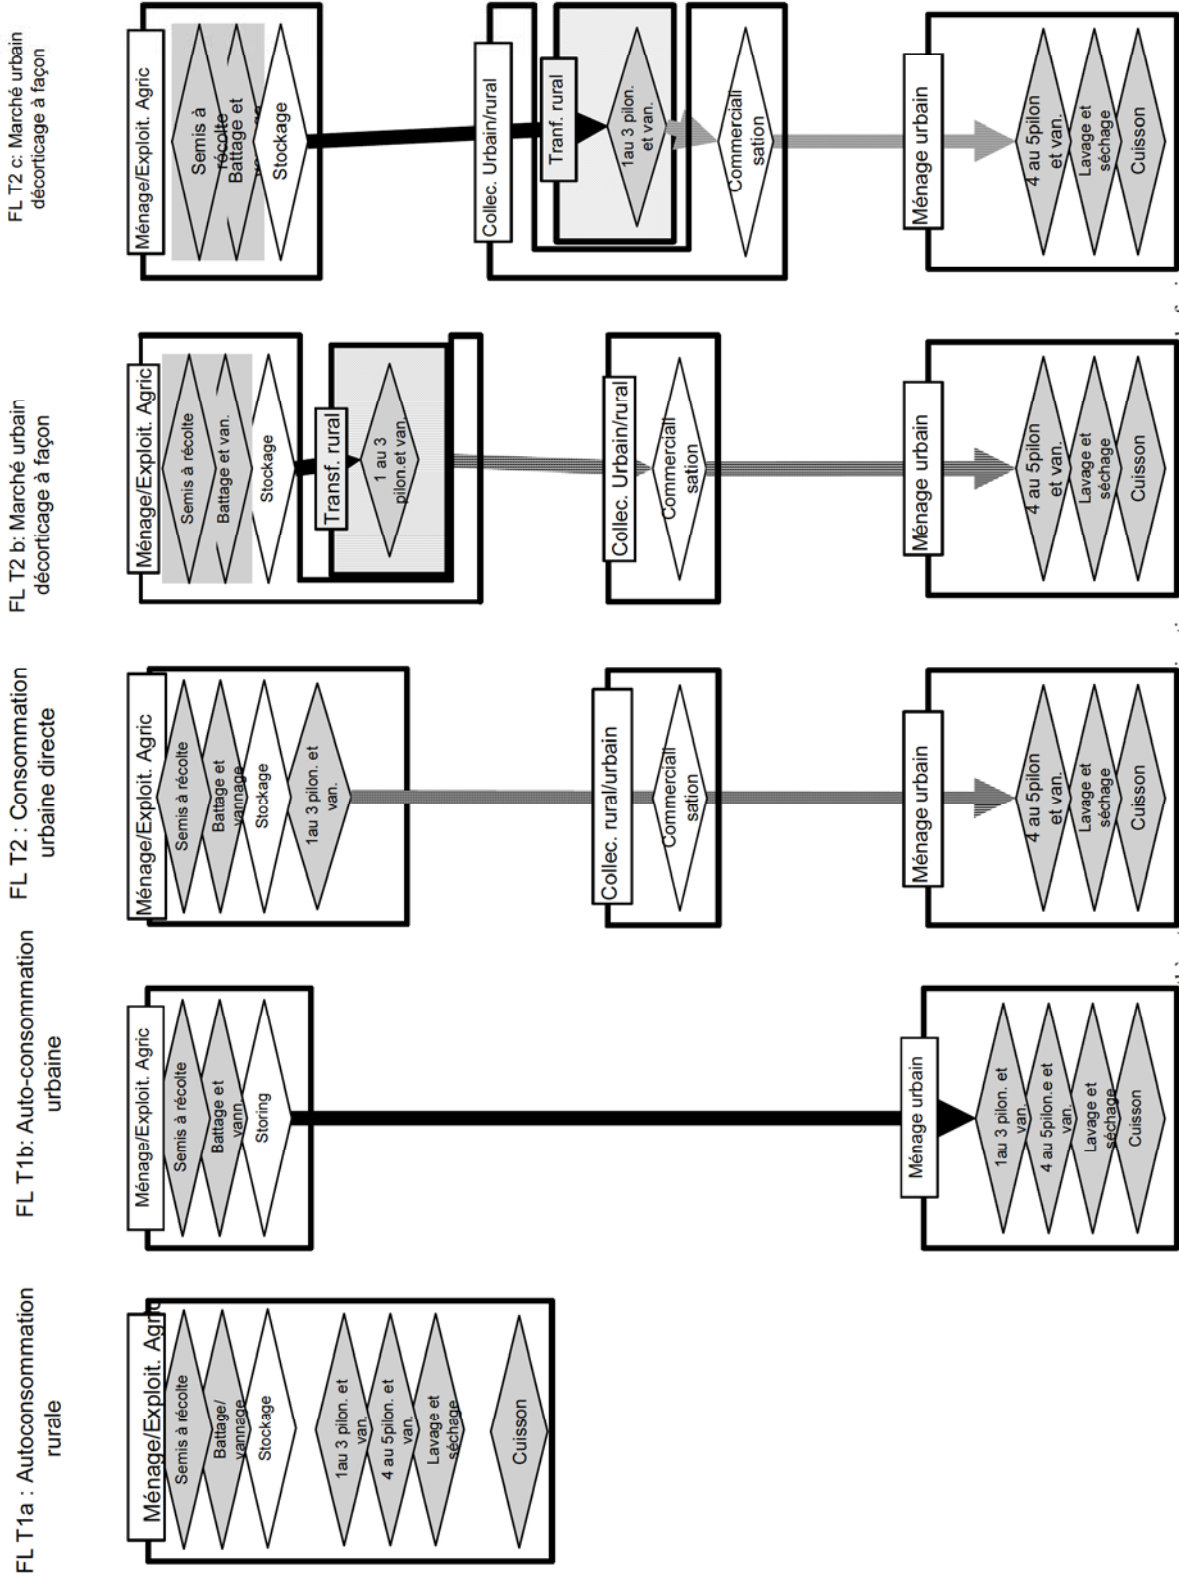 FL T1a : Autoconsommation
rurale
Ménage/Exploit. Agric
Semis à récolte
Battage/
vannage
Stockage
1au 3 pilon. et
van.
4 au 5pilon. et
van.
Lavage et
séchage
Cuisson
FL T1b: Auto-consommation
urbaine
Ménage/Exploit. Agric
Semis à récolte
Battage et
vann.
Storing
Ménage urbain
1au 3 pilon. et
van.
4 au 5pilon.e et
van.
Lavage et
séchage
Cuisson
FL T2 : Consommation
urbaine directe
Ménage/Exploit. Agric
Semis à récolte
Battage et
vannage
Stockage
1au 3 pilon. et
van.
Collec. rural/urbain
Commerciali
sation
Ménage urbain
4 au 5pilon
et van.
Lavage et
séchage
Cuisson
FL T2 b: Marché urbain
décorticage à façon
Ménage/Exploit. Agric
Semis à récolte
Battage et van.
Stockage
Transf. rural
1 au 3
pilon.et van.
Collec. Urbain/rural
Commerciali
sation
Ménage urbain
4 au 5pilon
et van.
Lavage et
séchage
Cuisson
FL T2 c: Marché urbain
décorticage à façon
Ménage/Exploit. Agric
Semis à
récolte
Battage et
Stockage
Collec. Urbain/rural
Tranf. rural
1au 3 pilon.
et van.
Commerciali
sation
Ménage urbain
4 au 5pilon
et van.
Lavage et
séchage
Cuisson